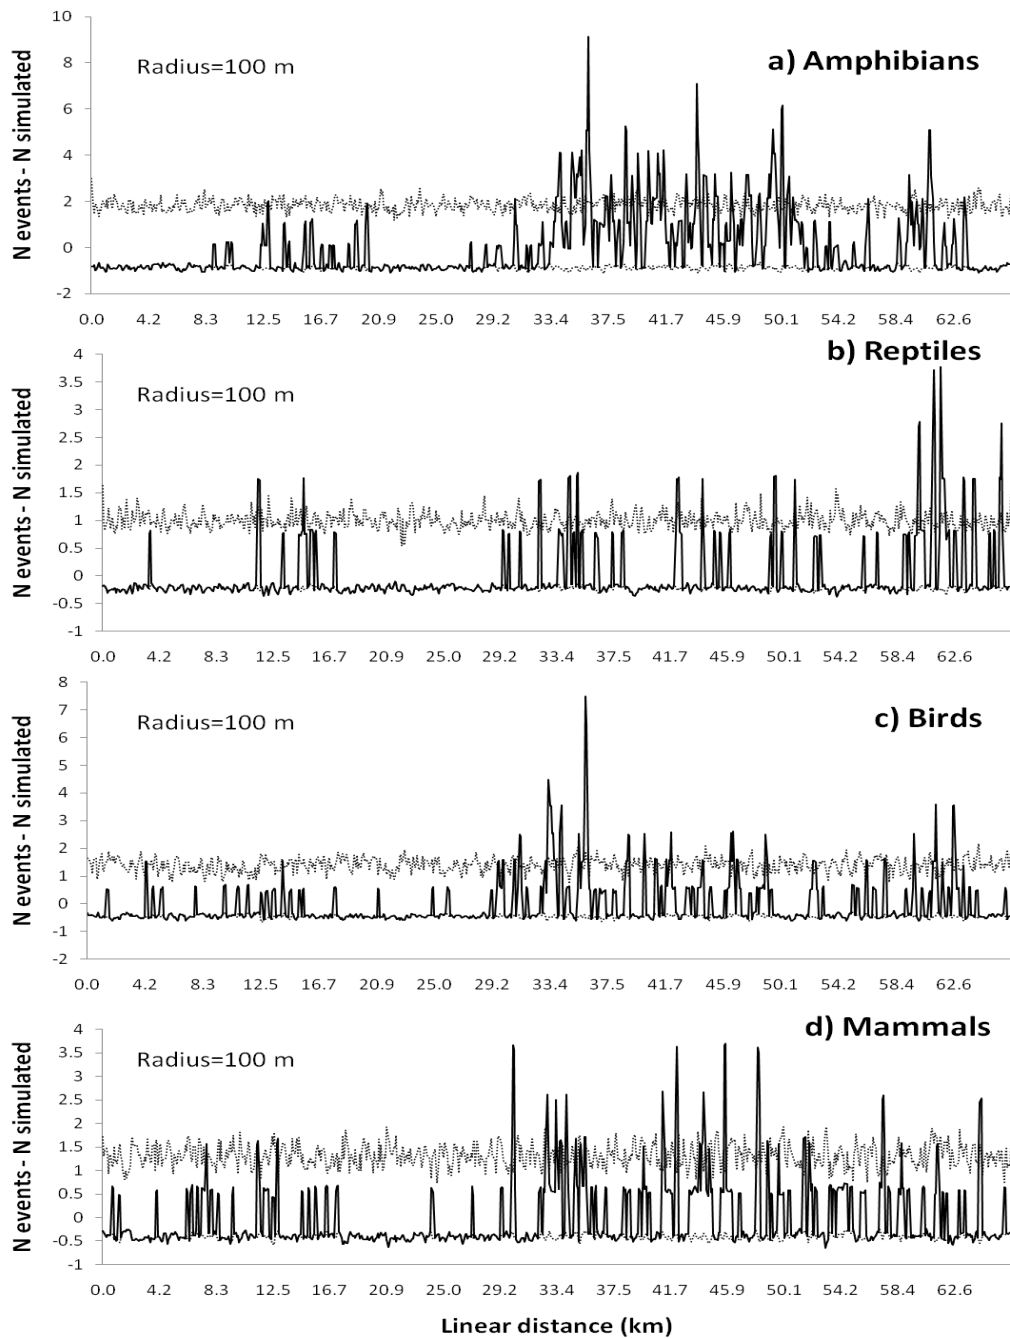 a) Amphibians
Radius=100 m
N events - N simulated
10
8
6
4
2
0
-2
0.0 4.2 8.3 12.5 16.7 20.9 25.0 29.2 33.4 37.5 41.7 45.9 50.1 54.2 58.4 62.6
b) Reptiles
Radius=100 m
N events - N simulated
4
3.5
3
2.5
2
1.5
1
0.5
0
-0.5
-1
0.0 4.2 8.3 12.5 16.7 20.9 25.0 29.2 33.4 37.5 41.7 45.9 50.1 54.2 58.4 62.6
c) Birds
Radius=100 m
N events - N simulated
8
7
6
5
4
3
2
1
0
-1
-2
0.0 4.2 8.3 12.5 16.7 20.9 25.0 29.2 33.4 37.5 41.7 45.9 50.1 54.2 58.4 62.6
d) Mammals
Radius=100 m
N events - N simulated
4
3.5
3
2.5
2
1.5
1
0.5
0
-0.5
-1
0.0 4.2 8.3 12.5 16.7 20.9 25.0 29.2 33.4 37.5 41.7 45.9 50.1 54.2 58.4 62.6
Linear distance (km)